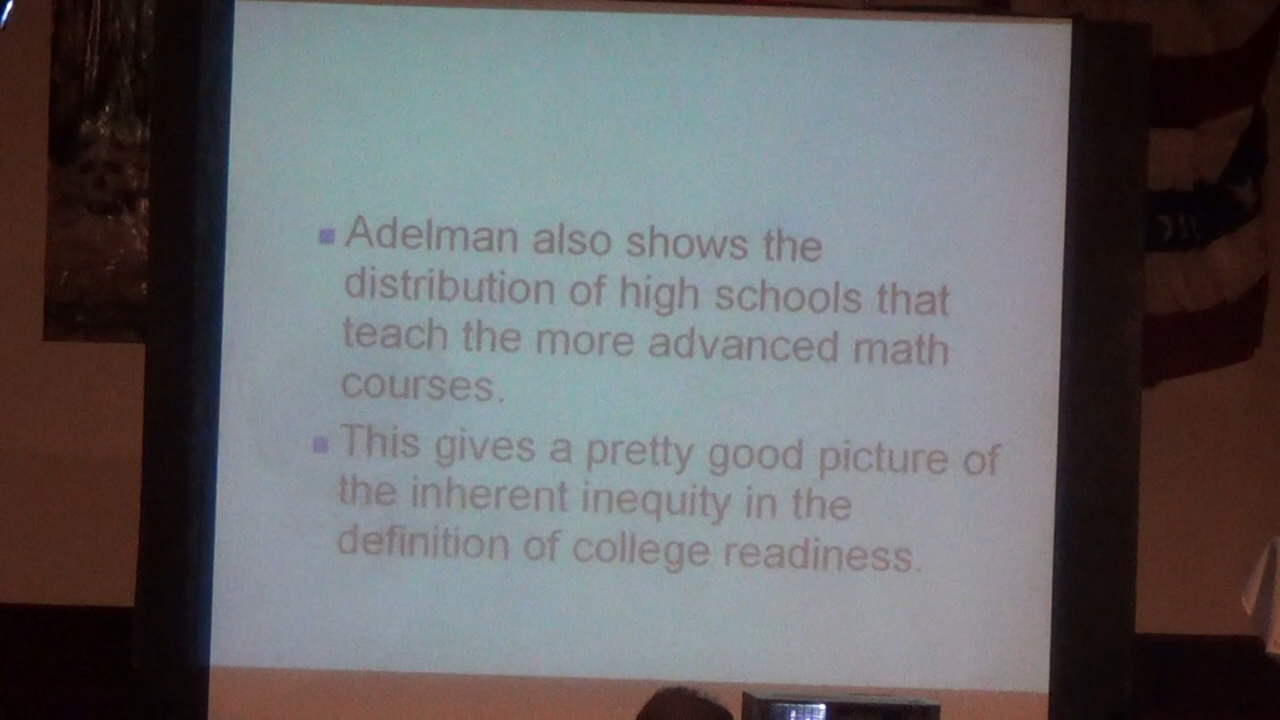 Adelman also shows the
distribution of high schools that
teach the more advanced math
courses.
This gives a pretty good picture of
the inherent inequity in the
definition of college readiness.